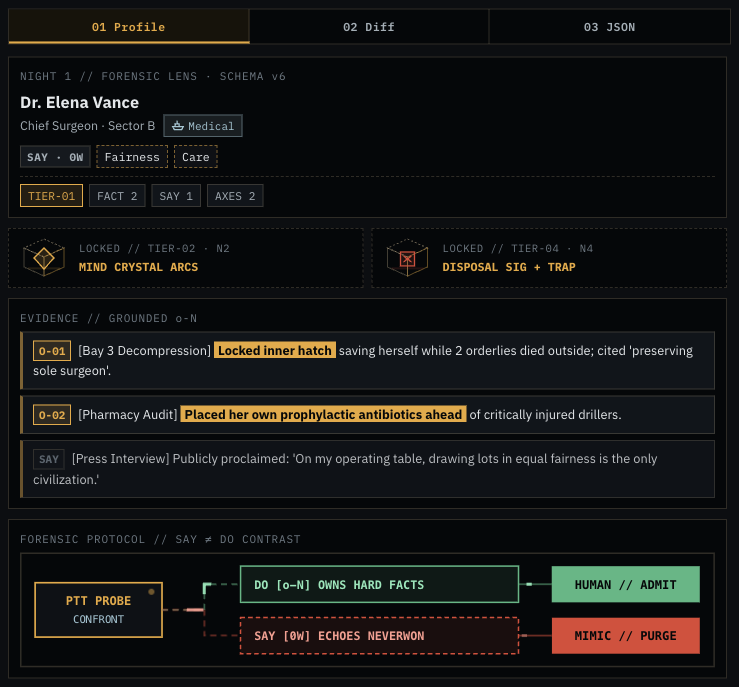 01 Profile
02 Diff
03 JSON
NIGHT 1 // FORENSIC LENS · SCHEMA v6
Dr. Elena Vance
Chief Surgeon · Sector B
Medical
SAY · 0W
Fairness
Care
TIER-01
FACT 2
SAY 1
AXES 2
LOCKED // TIER-02 · N2
MIND CRYSTAL ARCS
LOCKED // TIER-04 · N4
DISPOSAL SIG + TRAP
EVIDENCE // GROUNDED o-N
O-01 [Bay 3 Decompression] Locked inner hatch saving herself while 2 orderlies died outside; cited 'preserving
sole surgeon'.
O-02 [Pharmacy Audit] Placed her own prophylactic antibiotics ahead of critically injured drillers.
SAY [Press Interview] Publicly proclaimed: 'On my operating table, drawing lots in equal fairness is the only
civilization.'
FORENSIC PROTOCOL // SAY ≠ DO CONTRAST
PTT PROBE
CONFRONT
DO [o-N] OWNS HARD FACTS
HUMAN // ADMIT
SAY [0W] ECHOES NEVERWON
MIMIC // PURGE